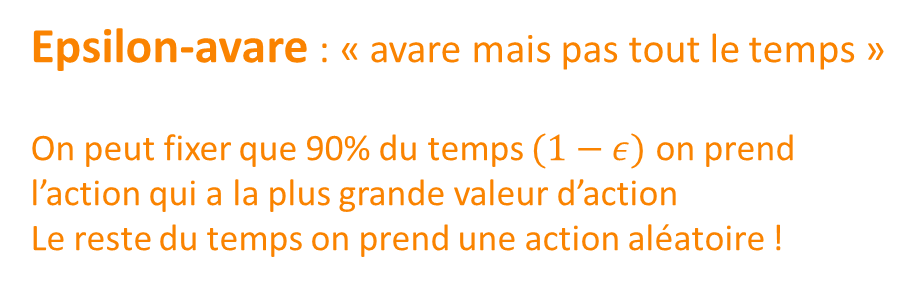 Epsilon-avare : « avare mais pas tout le temps »
On peut fixer que 90% du temps (1 − ϵ) on prend
l’action qui a la plus grande valeur d’action
Le reste du temps on prend une action aléatoire !